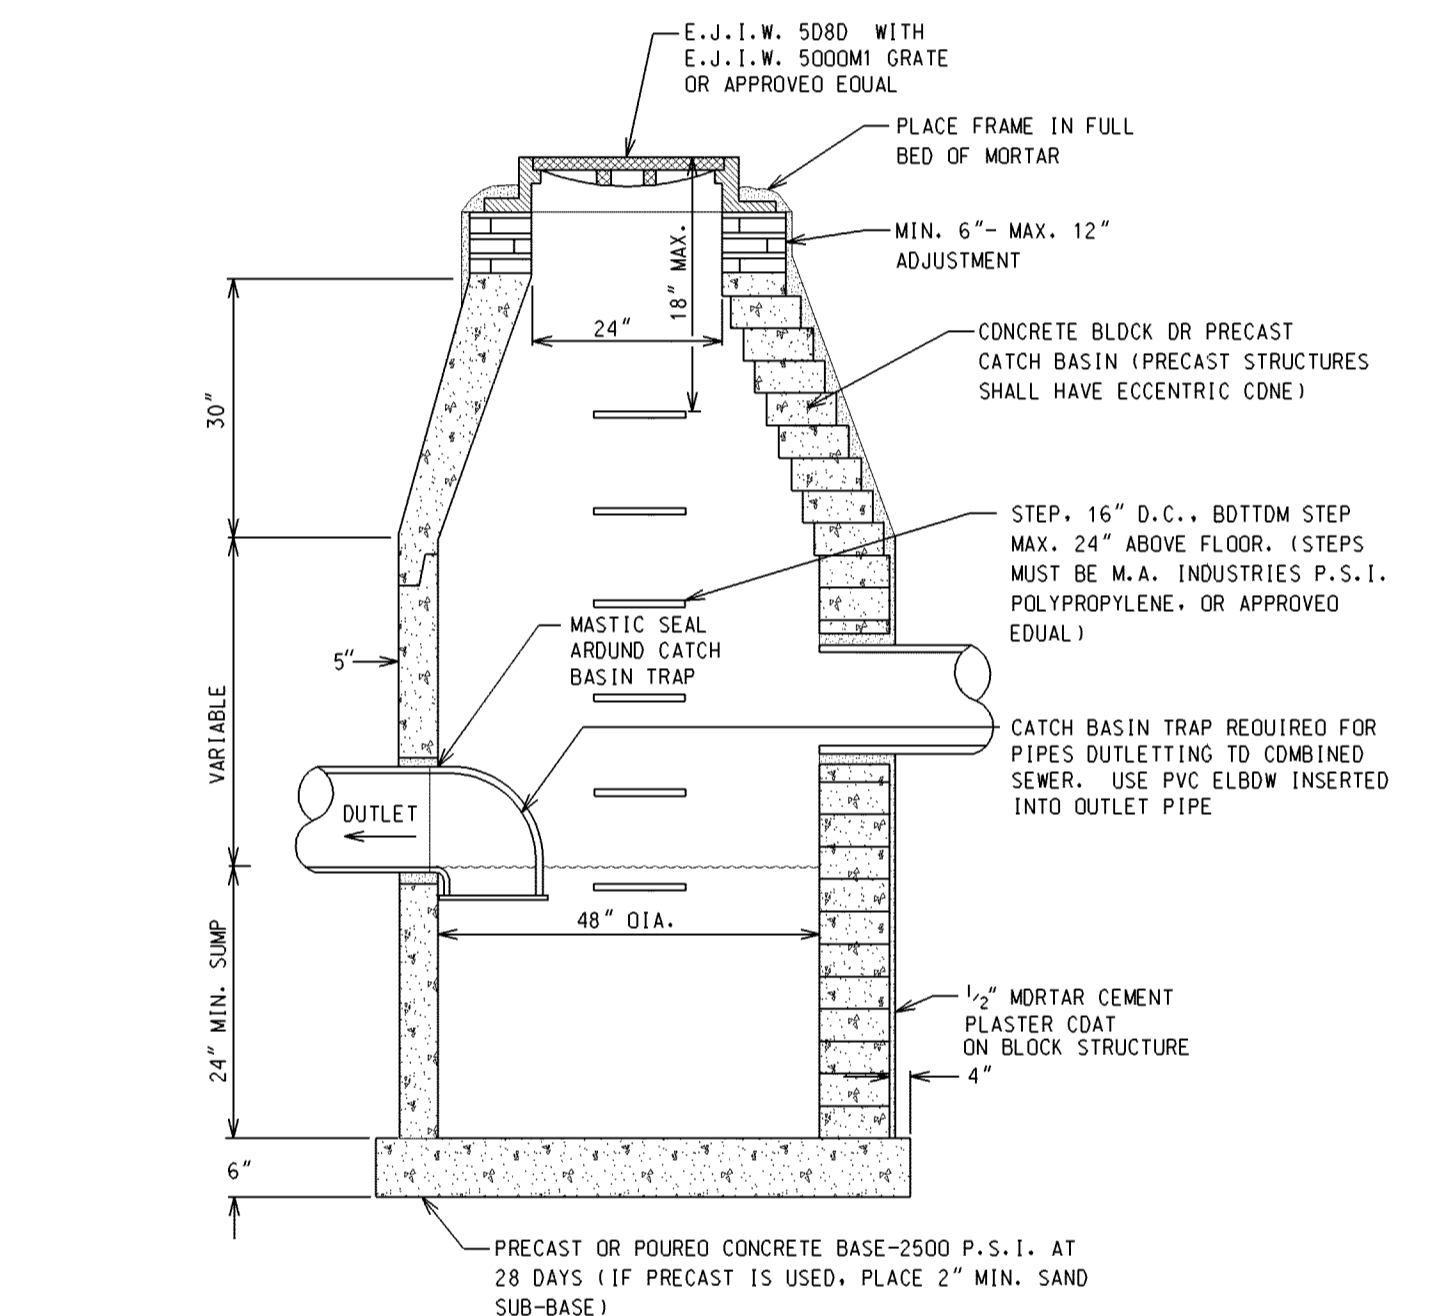 E.J.I.W. 5D8D WITH
E.J.I.W. 5000M1 GRATE
OR APPROVEO EOUAL
PLACE FRAME IN FULL
BED OF MORTAR
MIN. 6"- MAX. 12"
ADJUSTMENT
18" MAX.
24"
CDNCRETE BLDCK DR PRECAST
CATCH BASIN (PRECAST STRUCTURES
SHALL HAVE ECCENTRIC CDNE)
30"
STEP, 16" D.C., BDTTDM STEP
MAX. 24" ABOVE FLOOR. (STEPS
MUST BE M.A. INDUSTRIES P.S.I.
POLYPROPYLENE, OR APPROVED
EDUAL)
MASTIC SEAL
ARDUND CATCH
BASIN TRAP
5"
VARIABLE
CATCH BASIN TRAP REOUIREO FOR
PIPES DUTLETTING TD CDMBINED
SEWER. USE PVC ELBDW INSERTED
INTO OUTLET PIPE
DUTLET
48" OIA.
24" MIN. SUMP
1/2" MDRTAR CEMENT
PLASTER CDAT
ON BLOCK STRUCTURE
4"
6"
PRECAST OR POUREO CONCRETE BASE-2500 P.S.I. AT
28 DAYS (IF PRECAST IS USED, PLACE 2" MIN. SAND
SUB-BASE)